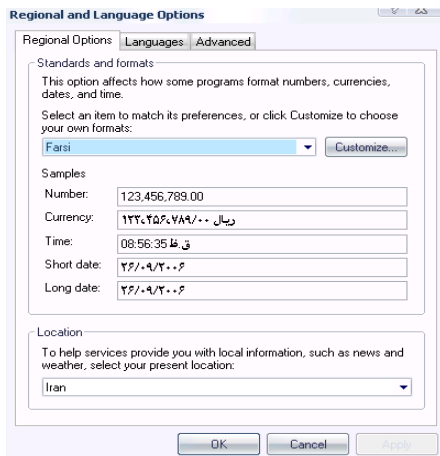 Regional and Language Options
Regional Options Languages Advanced
Standards and formats
This option affects how some programs format numbers, currencies,
dates, and time.
Select an item to match its preferences, or click Customize to choose
your own formats:
Farsi Customize...
Samples
Number: 123,456,789.00
Currency: ريال ۱۲۳،۴۵۶،۷۸۹/۰۰
Time: 08:56:35 ق.ظ
Short date: ۲۶/۰۹/۲۰۰۶
Long date: ۲۶/۰۹/۲۰۰۶
Location
To help services provide you with local information, such as news and
weather, select your present location:
Iran
OK Cancel Apply